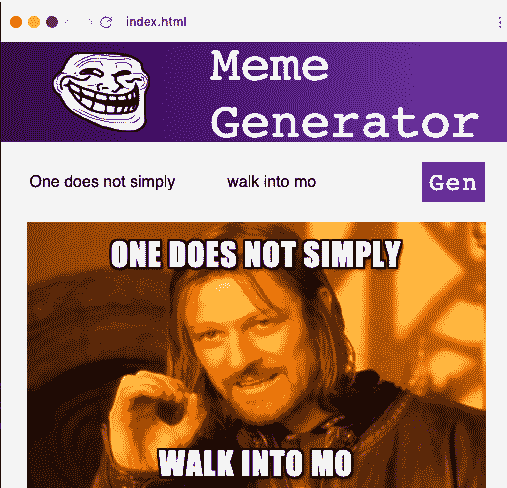 index.html
Meme
Generator
One does not simply
walk into mo
Gen
ONE DOES NOT SIMPLY
WALK INTO MO